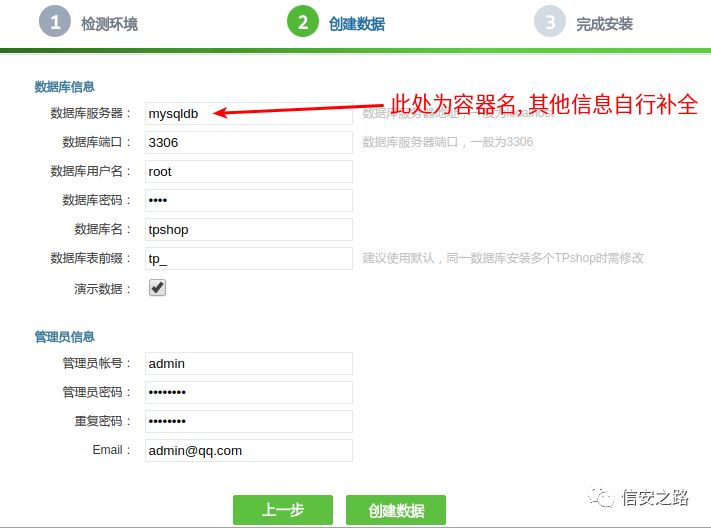 1 检测环境 2 创建数据 3 完成安装
数据库信息
此处为容器名, 其他信息自行补全
数据库服务器： mysqldb 数据库服务器地址，一般为localhost
数据库端口： 3306 数据库服务器端口，一般为3306
数据库用户名： root
数据库密码： ••••
数据库名： tpshop
数据库表前缀： tp_ 建议使用默认，同一数据库安装多个TPshop时需修改
演示数据：
管理员信息
管理员帐号： admin
管理员密码： ••••••••
重复密码： ••••••••
Email： admin@qq.com
上一步 创建数据
信安之路